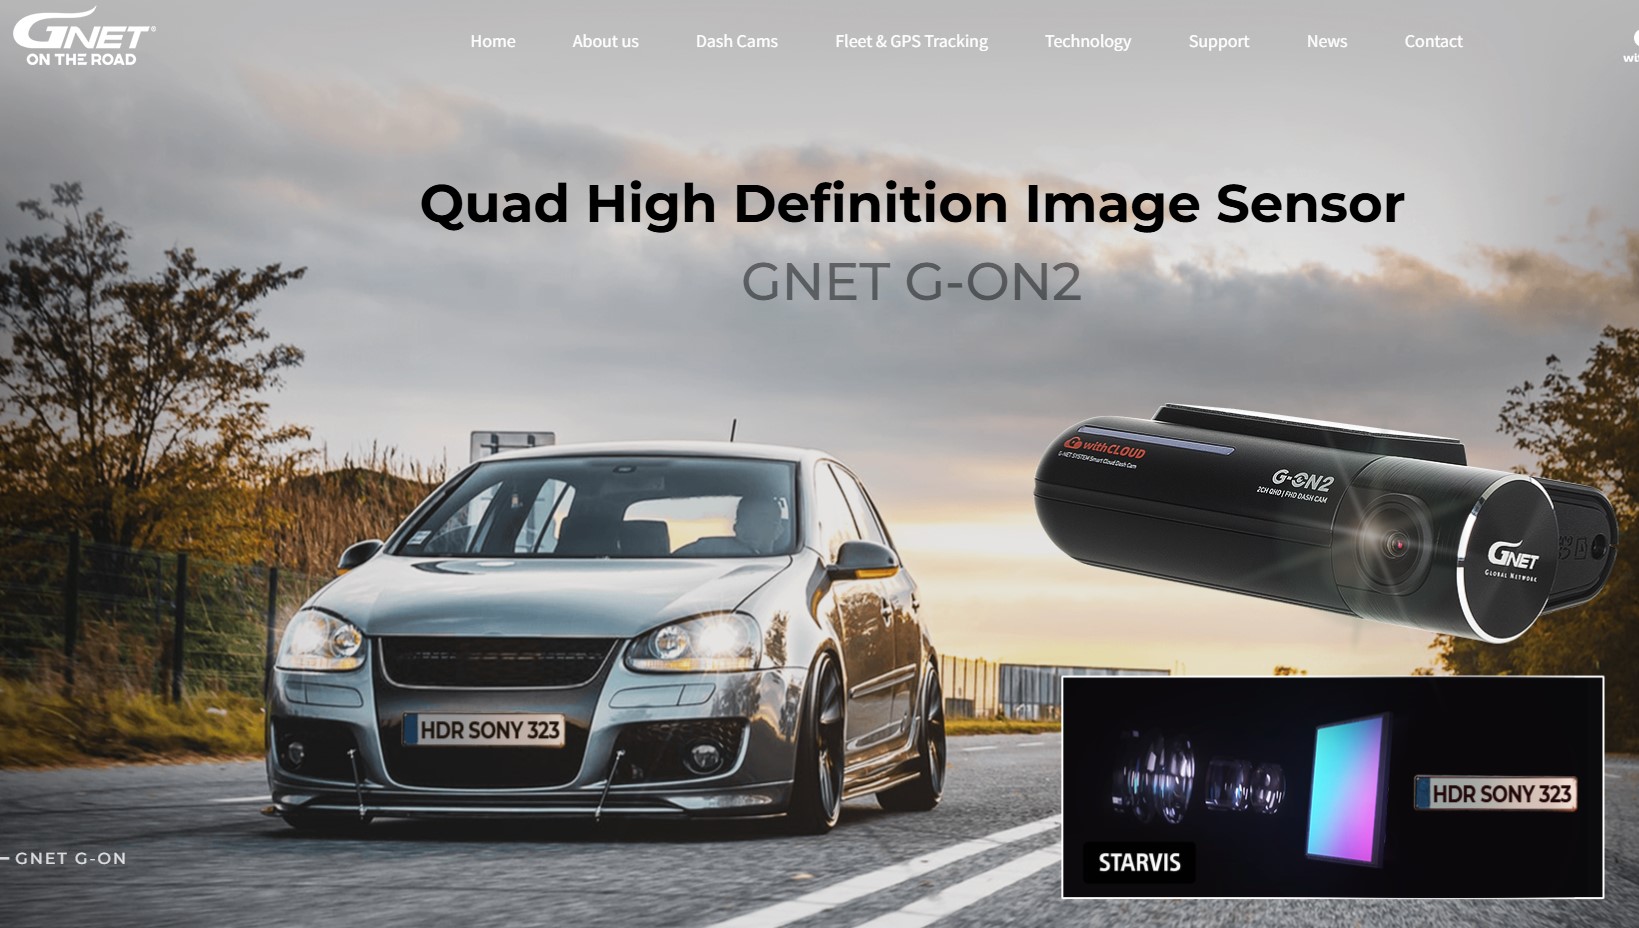 GNET
ON THE ROAD
Home
About us
Dash Cams
Fleet & GPS Tracking
Technology
Support
News
Contact
Quad High Definition Image Sensor
GNET G-ON2
withCLOUD
G-NET SYSTEM Smart Cloud Dash Cam
G-ON2
2CH QHD | FHD DASH CAM
GNET
GLOBAL NETWORK
HDR SONY 323
HDR SONY 323
STARVIS
GNET G-ON